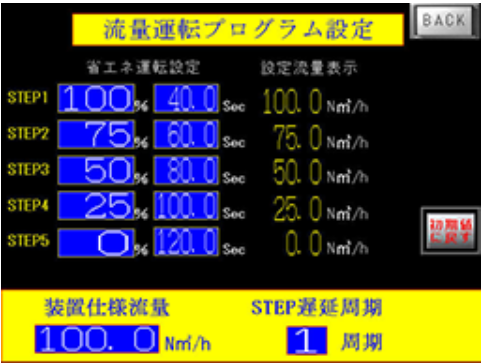 流量運転プログラム設定
BACK
省エネ運転設定 設定流量表示
STEP1 100% 40.0 Sec 100.0 N㎥/h
STEP2 75% 60.0 Sec 75.0 N㎥/h
STEP3 50% 80.0 Sec 50.0 N㎥/h
STEP4 25% 100.0 Sec 25.0 N㎥/h
STEP5 0% 120.0 Sec 0.0 N㎥/h
初期値
に戻す
装置仕様流量 STEP遅延周期
100.0 N㎥/h 1 周期